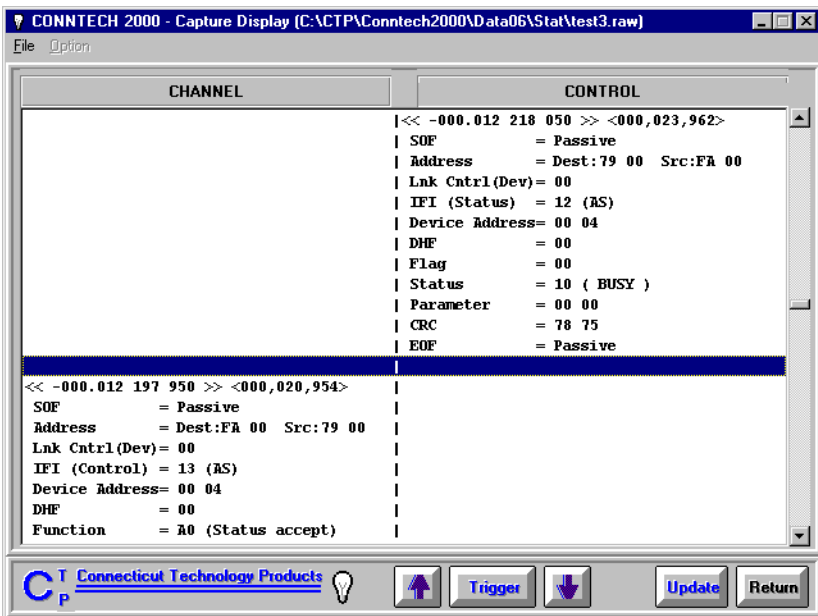 CONNTECH 2000 - Capture Display (C:\CTP\Conntech2000\Data06\Stat\test3.raw)
File Option
CHANNEL
CONTROL
|<< -000.012 218 050 >> <000,023,962>
| SOF = Passive
| Address = Dest:79 00 Src:FA 00
| Lnk Cntrl(Dev)= 00
| IFI (Status) = 12 (AS)
| Device Address= 00 04
| DHF = 00
| Flag = 00
| Status = 10 ( BUSY )
| Parameter = 00 00
| CRC = 78 75
| EOF = Passive
<< -000.012 197 950 >> <000,020,954>
SOF = Passive
Address = Dest:FA 00 Src:79 00
Lnk Cntrl(Dev)= 00
IFI (Control) = 13 (AS)
Device Address= 00 04
DHF = 00
Function = A0 (Status accept)
CTP Connecticut Technology Products
Trigger
Update
Return